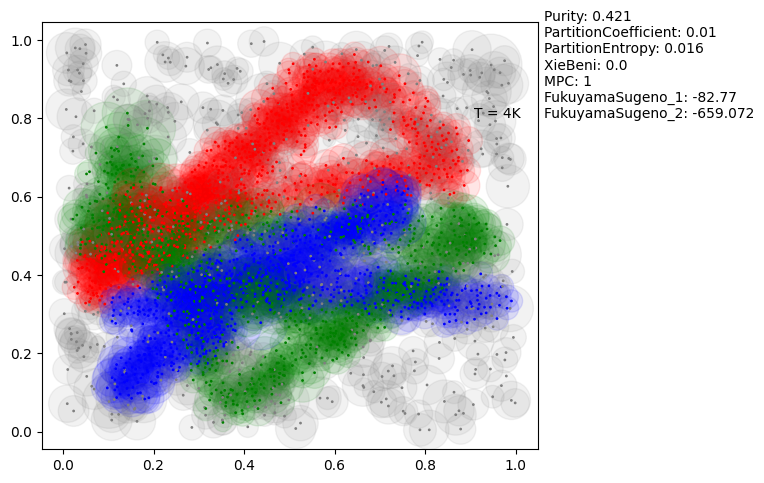 Purity: 0.421
PartitionCoefficient: 0.01
PartitionEntropy: 0.016
XieBeni: 0.0
MPC: 1
FukuyamaSugeno_1: -82.77
FukuyamaSugeno_2: -659.072
T = 4K
1.0
0.8
0.6
0.4
0.2
0.0
0.0 0.2 0.4 0.6 0.8 1.0